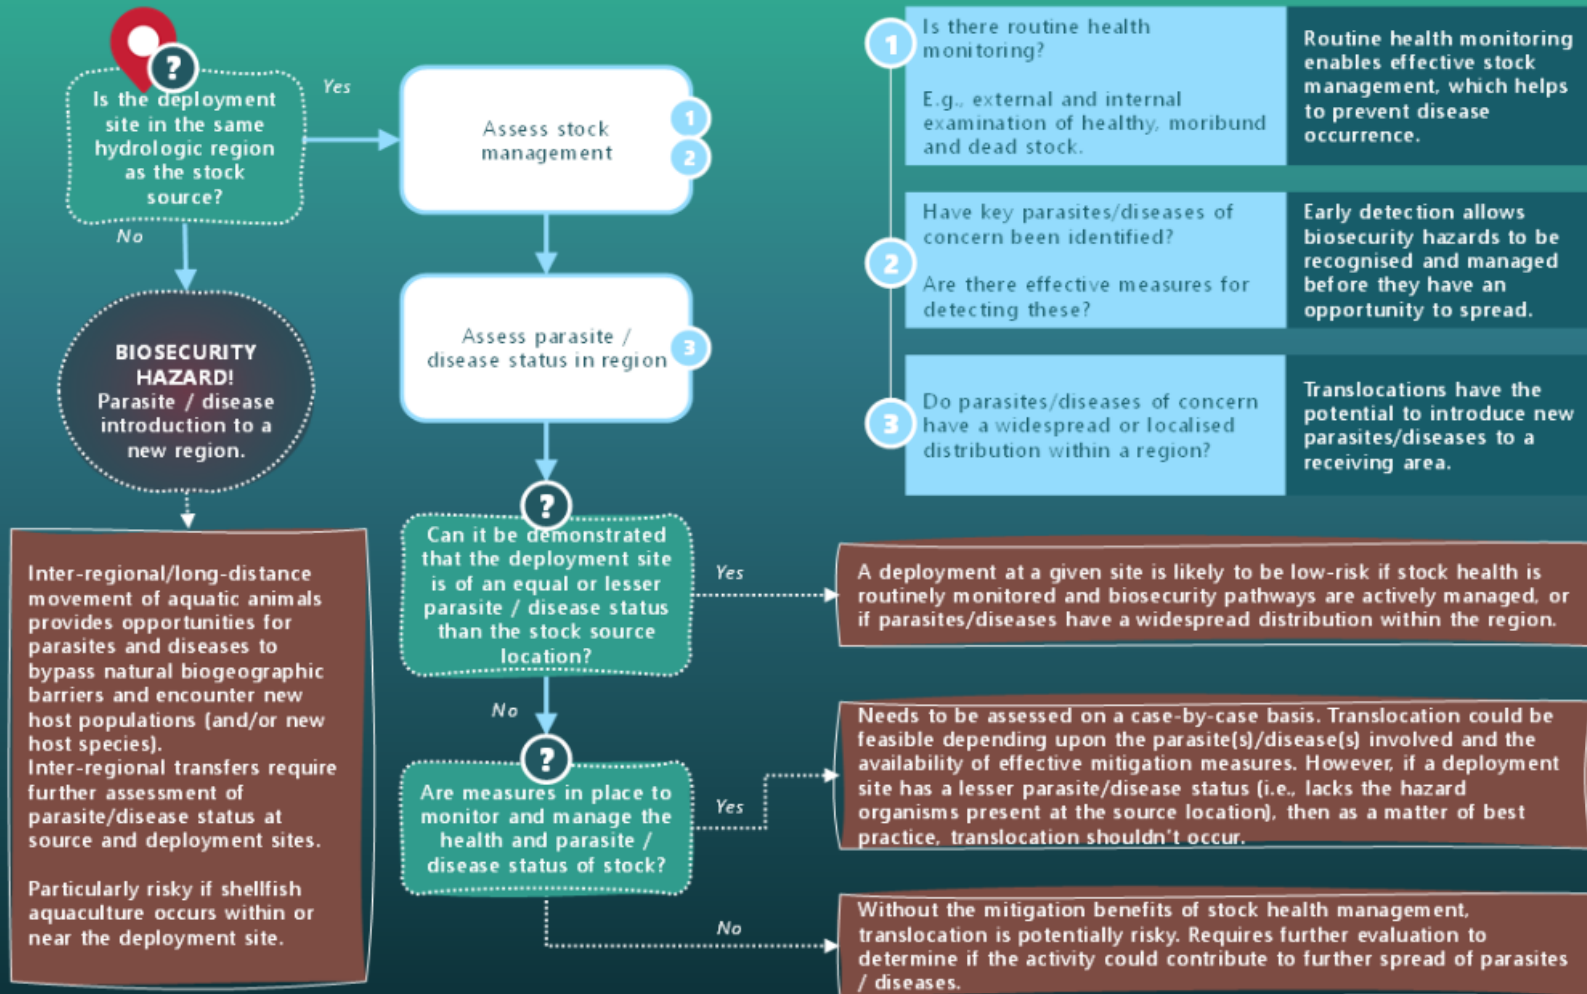 ?
Is the deployment
site in the same
hydrologic region
as the stock
source?
Yes
No
Assess stock
management
1
2
Assess parasite /
disease status in region
3
BIOSECURITY
HAZARD!
Parasite / disease
introduction to a
new region.
Inter-regional/long-distance
movement of aquatic animals
provides opportunities for
parasites and diseases to
bypass natural biogeographic
barriers and encounter new
host populations (and/or new
host species).
Inter-regional transfers require
further assessment of
parasite/disease status at
source and deployment sites.
Particularly risky if shellfish
aquaculture occurs within or
near the deployment site.
?
Can it be demonstrated
that the deployment site
is of an equal or lesser
parasite / disease status
than the stock source
location?
Yes
No
?
Are measures in place to
monitor and manage the
health and parasite /
disease status of stock?
Yes
No
1
Is there routine health
monitoring?
E.g., external and internal
examination of healthy, moribund
and dead stock.
Routine health monitoring
enables effective stock
management, which helps
to prevent disease
occurrence.
2
Have key parasites/diseases of
concern been identified?
Are there effective measures for
detecting these?
Early detection allows
biosecurity hazards to be
recognised and managed
before they have an
opportunity to spread.
3
Do parasites/diseases of concern
have a widespread or localised
distribution within a region?
Translocations have the
potential to introduce new
parasites/diseases to a
receiving area.
A deployment at a given site is likely to be low-risk if stock health is
routinely monitored and biosecurity pathways are actively managed, or
if parasites/diseases have a widespread distribution within the region.
Needs to be assessed on a case-by-case basis. Translocation could be
feasible depending upon the parasite(s)/disease(s) involved and the
availability of effective mitigation measures. However, if a deployment
site has a lesser parasite/disease status (i.e., lacks the hazard
organisms present at the source location), then as a matter of best
practice, translocation shouldn't occur.
Without the mitigation benefits of stock health management,
translocation is potentially risky. Requires further evaluation to
determine if the activity could contribute to further spread of parasites
/ diseases.